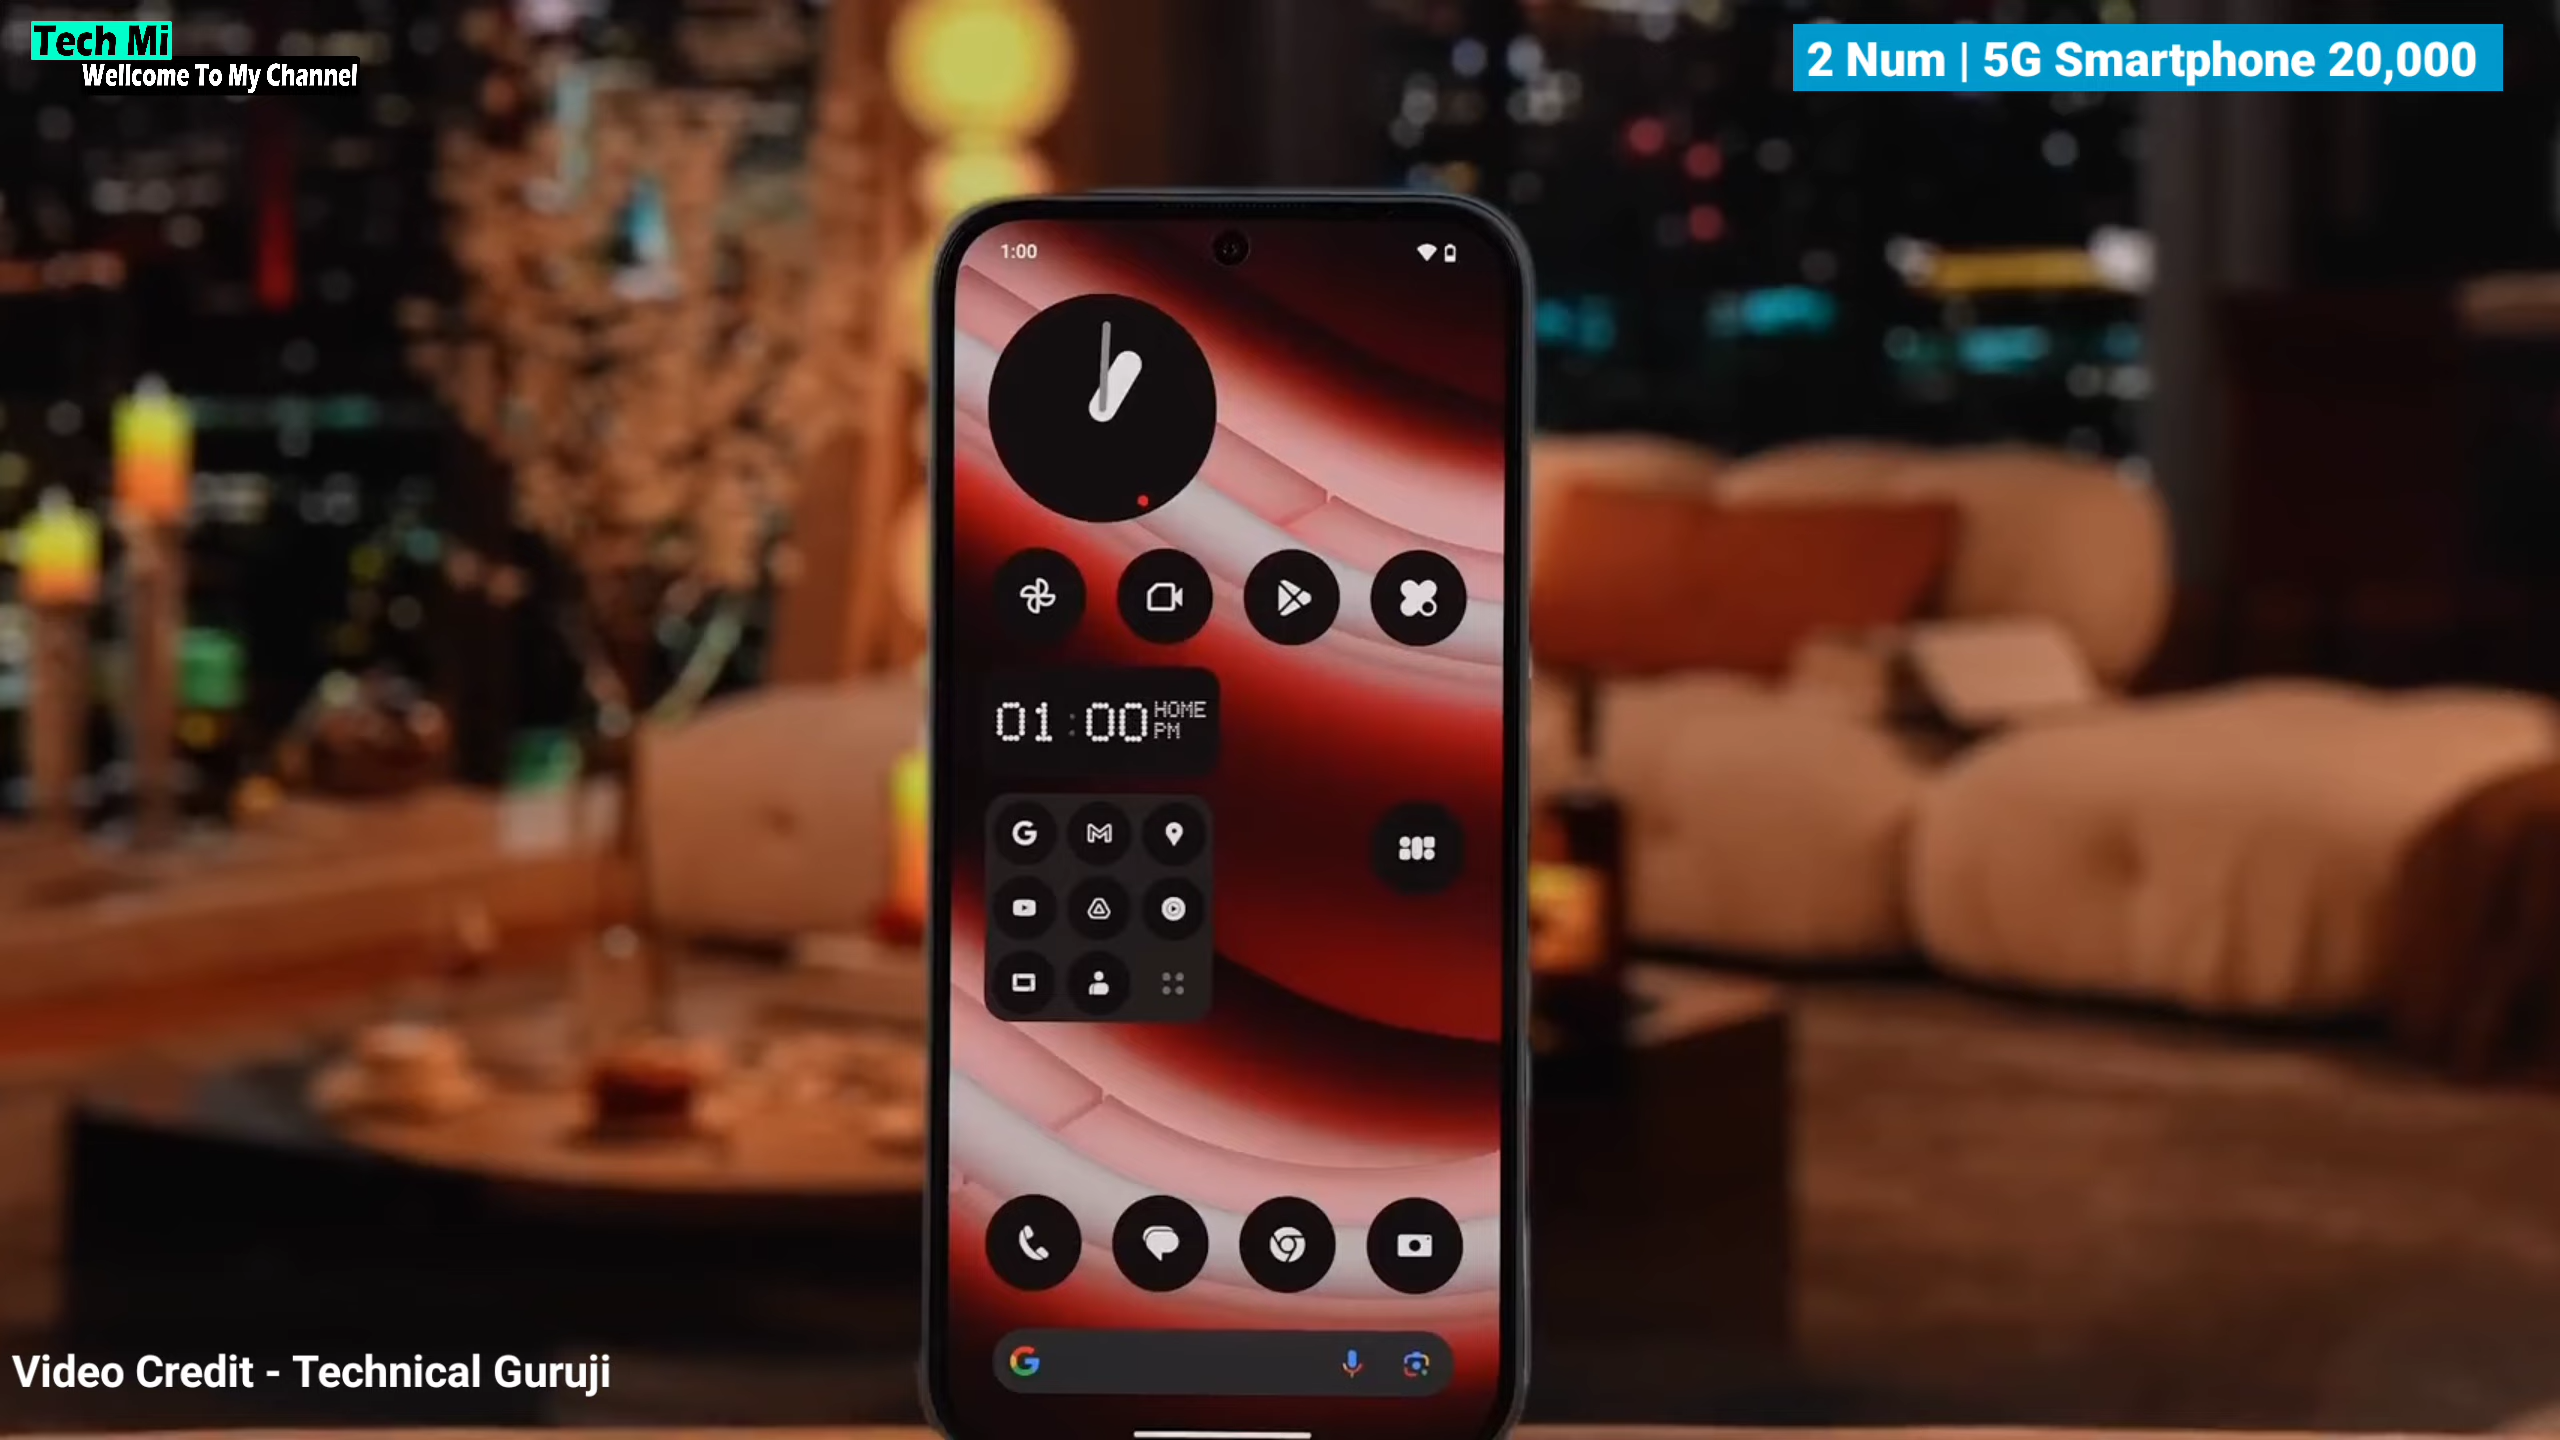 Tech Mi
Wellcome To My Channel
2 Num | 5G Smartphone 20,000
1:00
01:00 HOME
PM
Video Credit - Technical Guruji